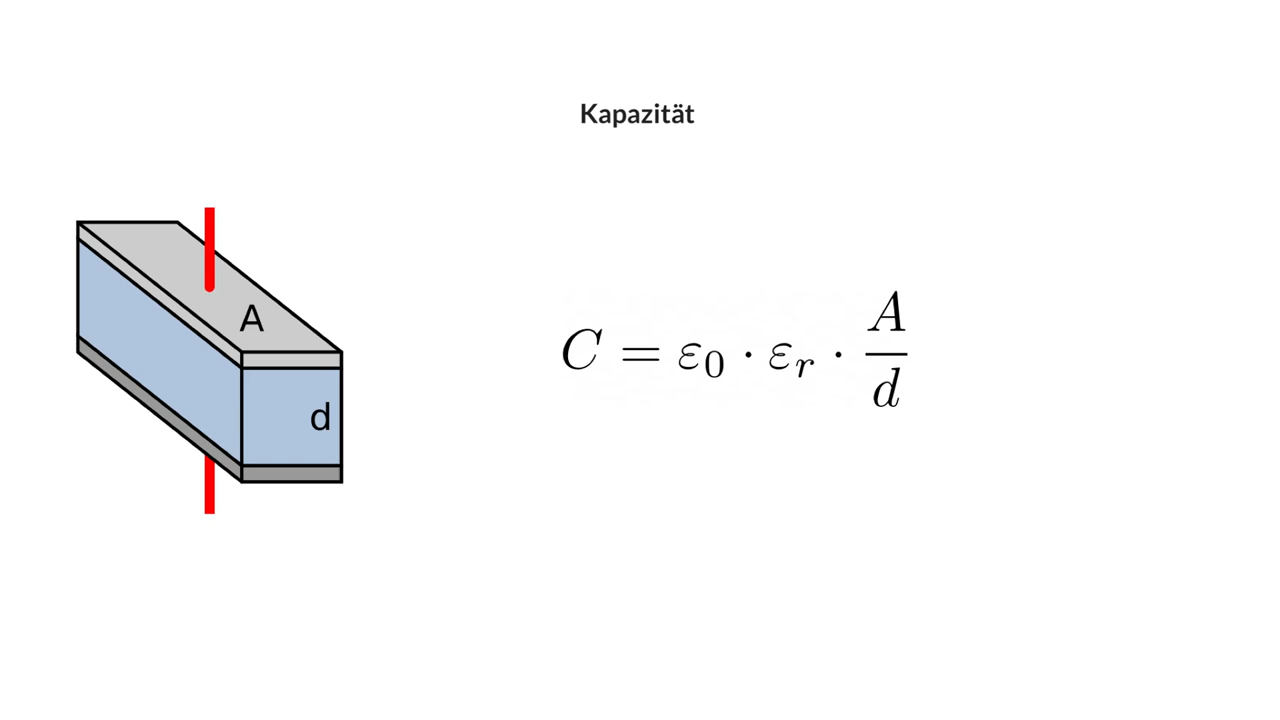 Kapazität
A
d
C = ε₀ · εᵣ · A/d